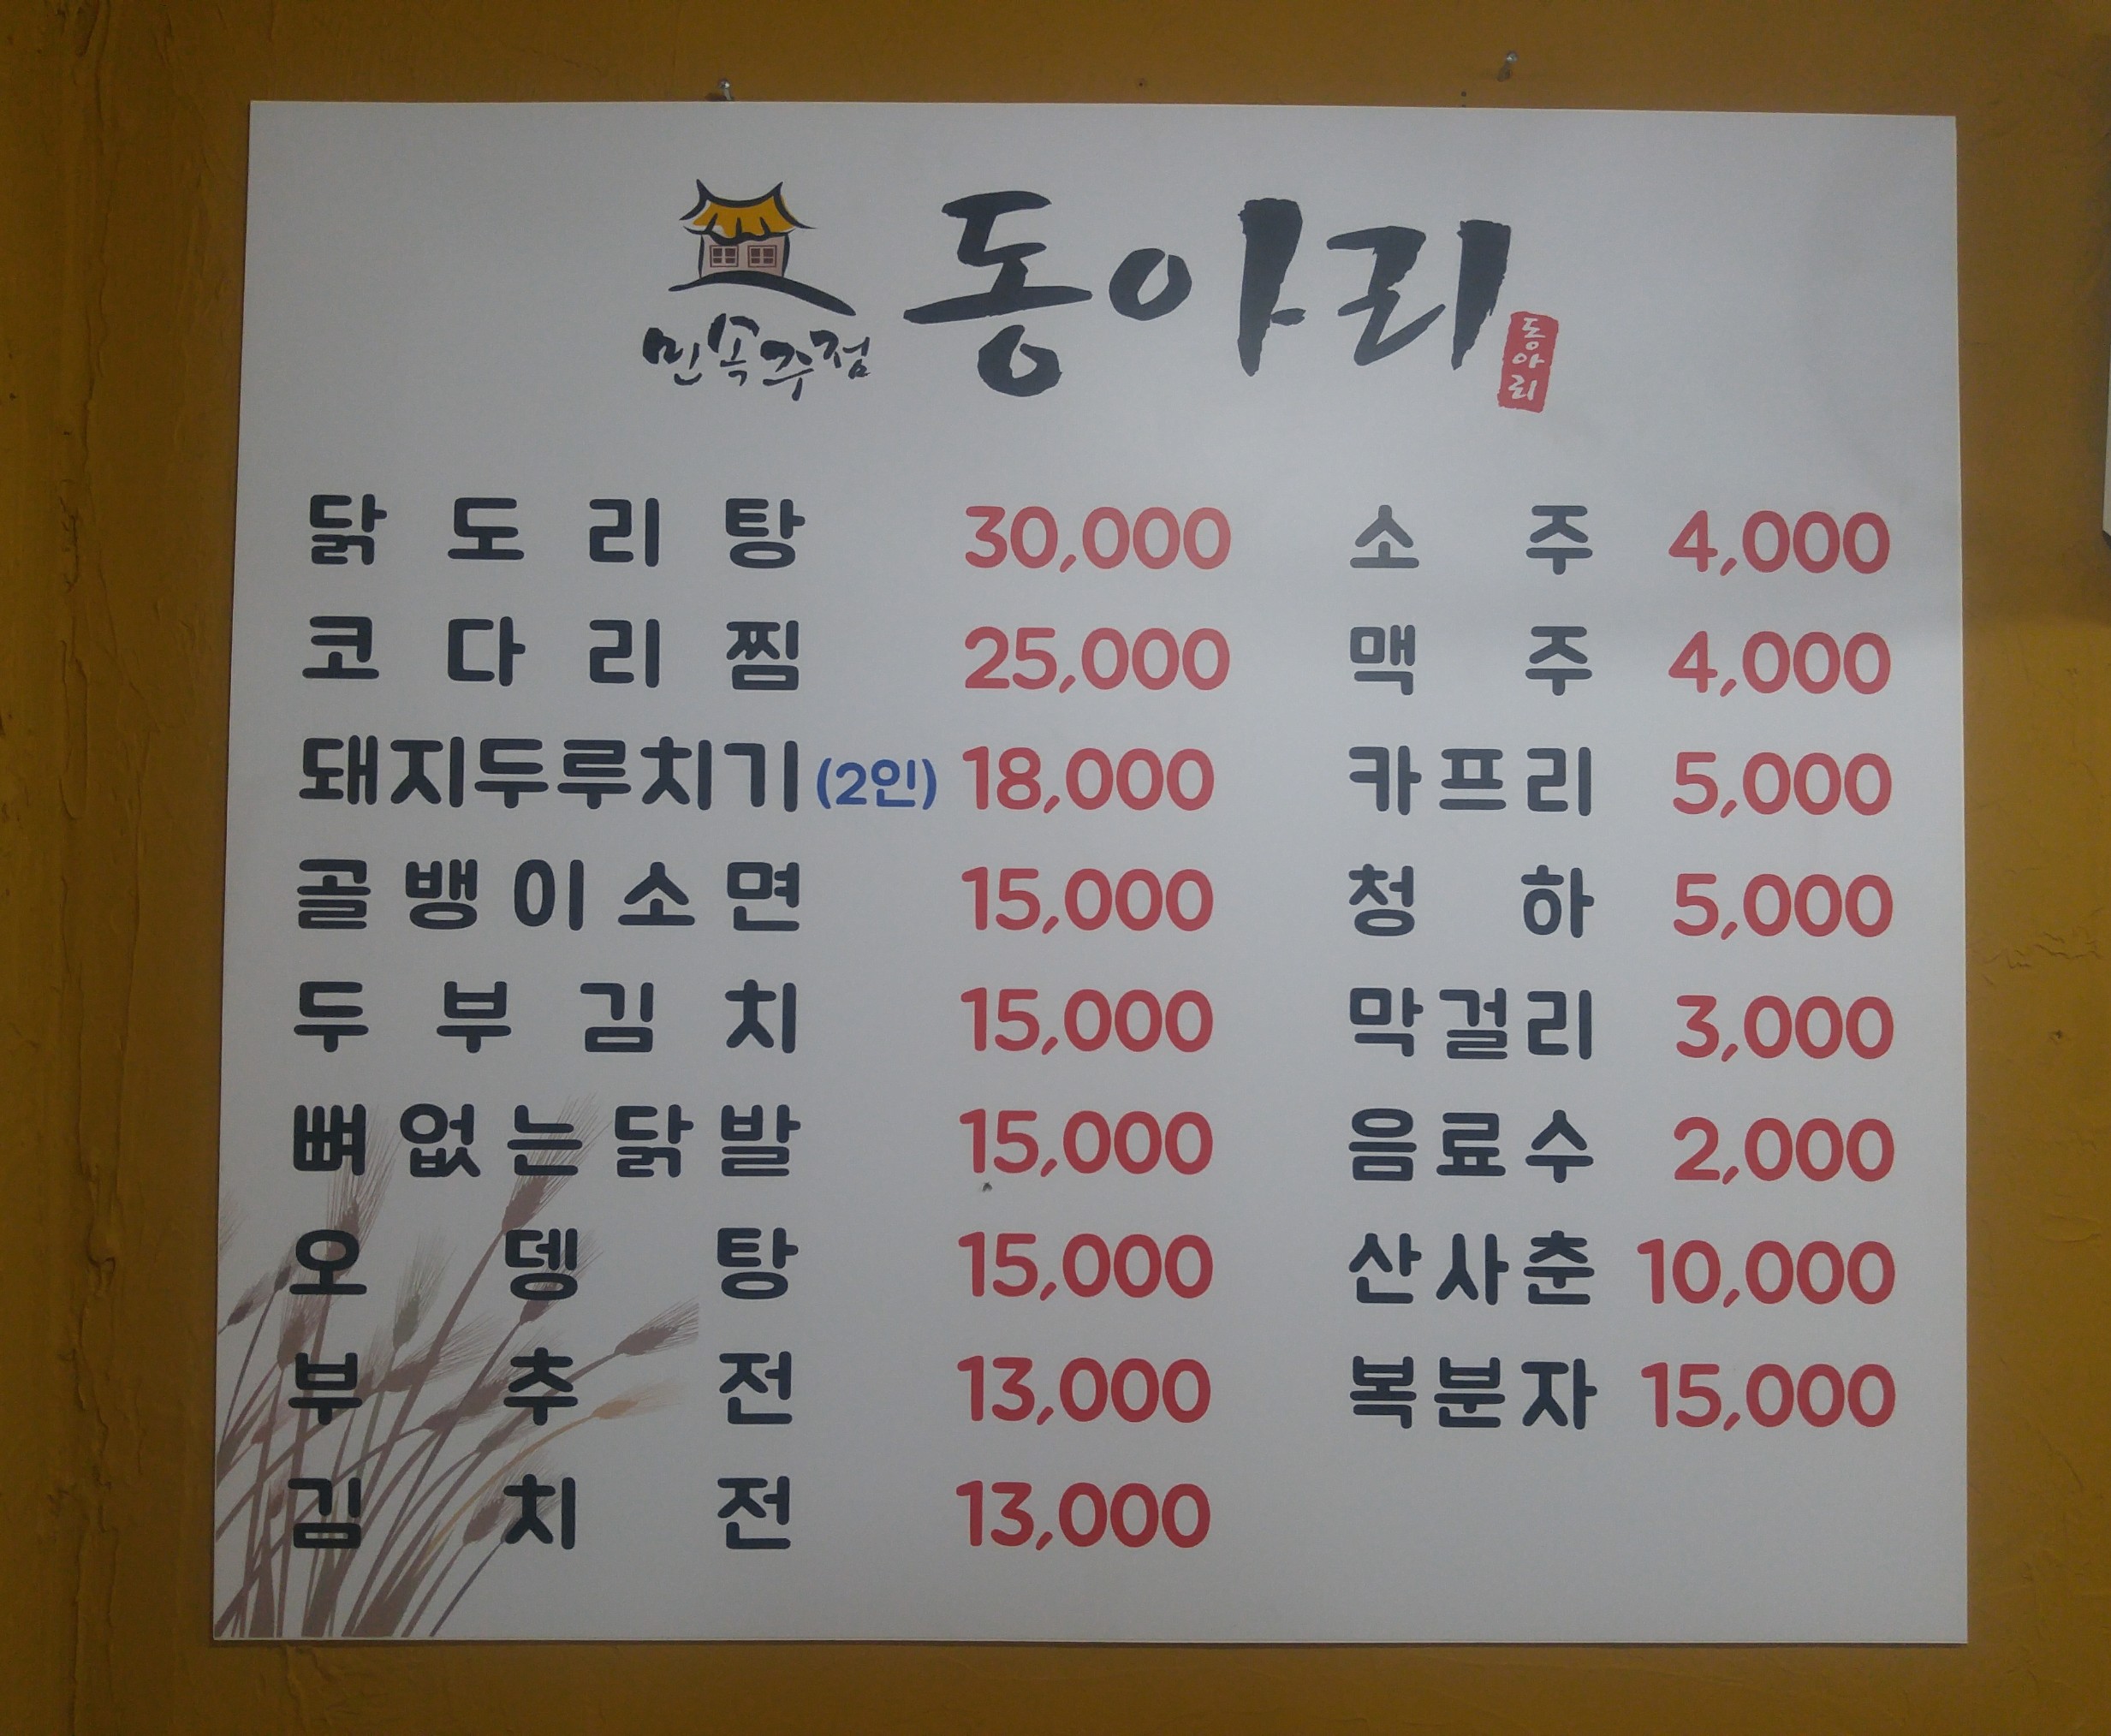 민속주점 동아리
동아리
닭도리탕 30,000
코다리찜 25,000
돼지두루치기(2인) 18,000
골뱅이소면 15,000
두부김치 15,000
뼈없는닭발 15,000
오뎅탕 15,000
부추전 13,000
김치전 13,000
소주 4,000
맥주 4,000
카프리 5,000
청하 5,000
막걸리 3,000
음료수 2,000
산사춘 10,000
복분자 15,000